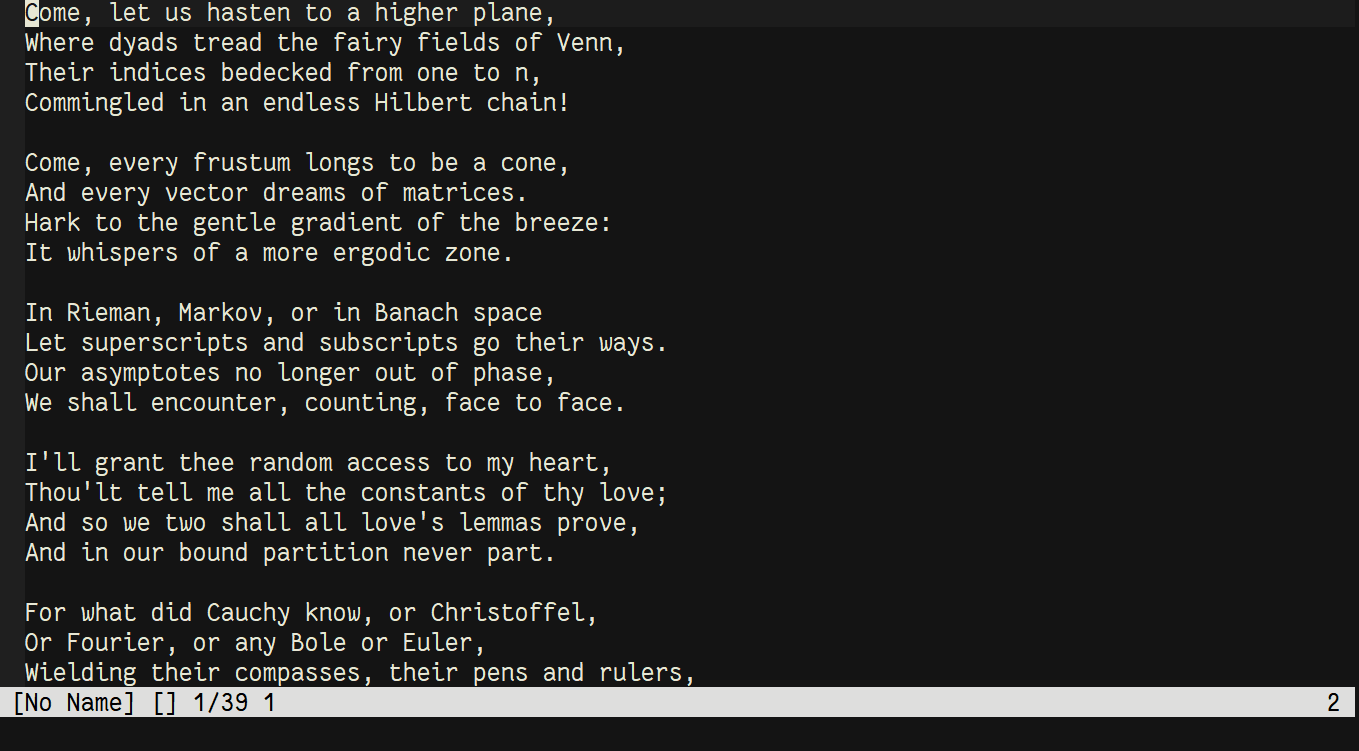 Come, let us hasten to a higher plane,
Where dyads tread the fairy fields of Venn,
Their indices bedecked from one to n,
Commingled in an endless Hilbert chain!

Come, every frustum longs to be a cone,
And every vector dreams of matrices.
Hark to the gentle gradient of the breeze:
It whispers of a more ergodic zone.

In Rieman, Markov, or in Banach space
Let superscripts and subscripts go their ways.
Our asymptotes no longer out of phase,
We shall encounter, counting, face to face.

I'll grant thee random access to my heart,
Thou'lt tell me all the constants of thy love;
And so we two shall all love's lemmas prove,
And in our bound partition never part.

For what did Cauchy know, or Christoffel,
Or Fourier, or any Bole or Euler,
Wielding their compasses, their pens and rulers,
[No Name] [] 1/39 1 2